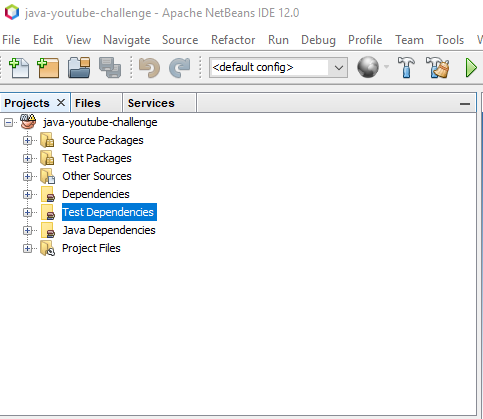 java-youtube-challenge - Apache NetBeans IDE 12.0
File Edit View Navigate Source Refactor Run Debug Profile Team Tools
<default config>
Projects Files Services
java-youtube-challenge
Source Packages
Test Packages
Other Sources
Dependencies
Test Dependencies
Java Dependencies
Project Files